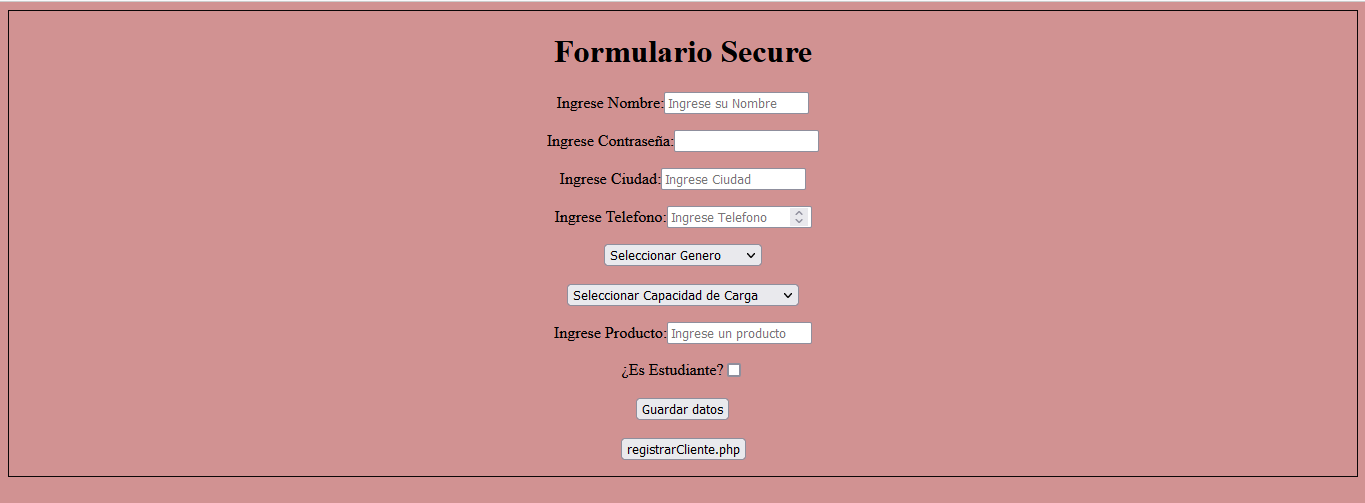 Formulario Secure
Ingrese Nombre: Ingrese su Nombre
Ingrese Contraseña:
Ingrese Ciudad: Ingrese Ciudad
Ingrese Telefono: Ingrese Telefono
Seleccionar Genero
Seleccionar Capacidad de Carga
Ingrese Producto: Ingrese un producto
¿Es Estudiante?
Guardar datos
registrarCliente.php